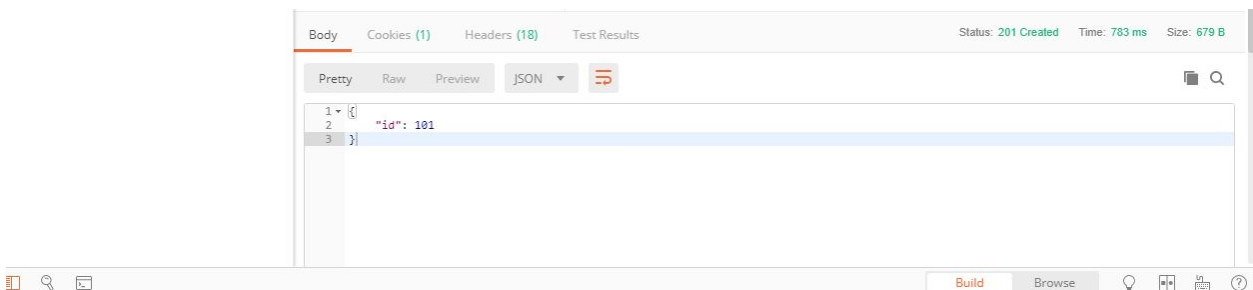 Body Cookies (1) Headers (18) Test Results Status: 201 Created Time: 783 ms Size: 679 B
Pretty Raw Preview JSON
1 {
2 "id": 101
3 }
Build Browse